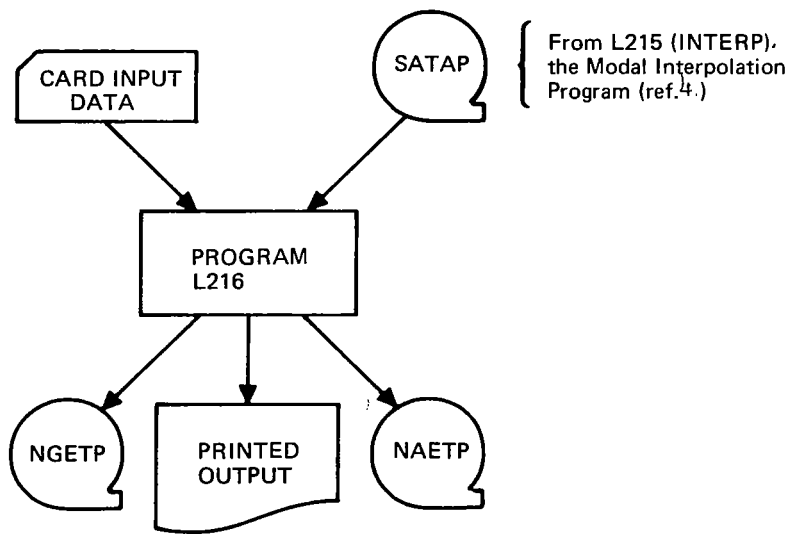 CARD INPUT
DATA
SATAP
From L215 (INTERP),
the Modal Interpolation
Program (ref.4.)
PROGRAM
L216
NGETP
PRINTED
OUTPUT
NAETP